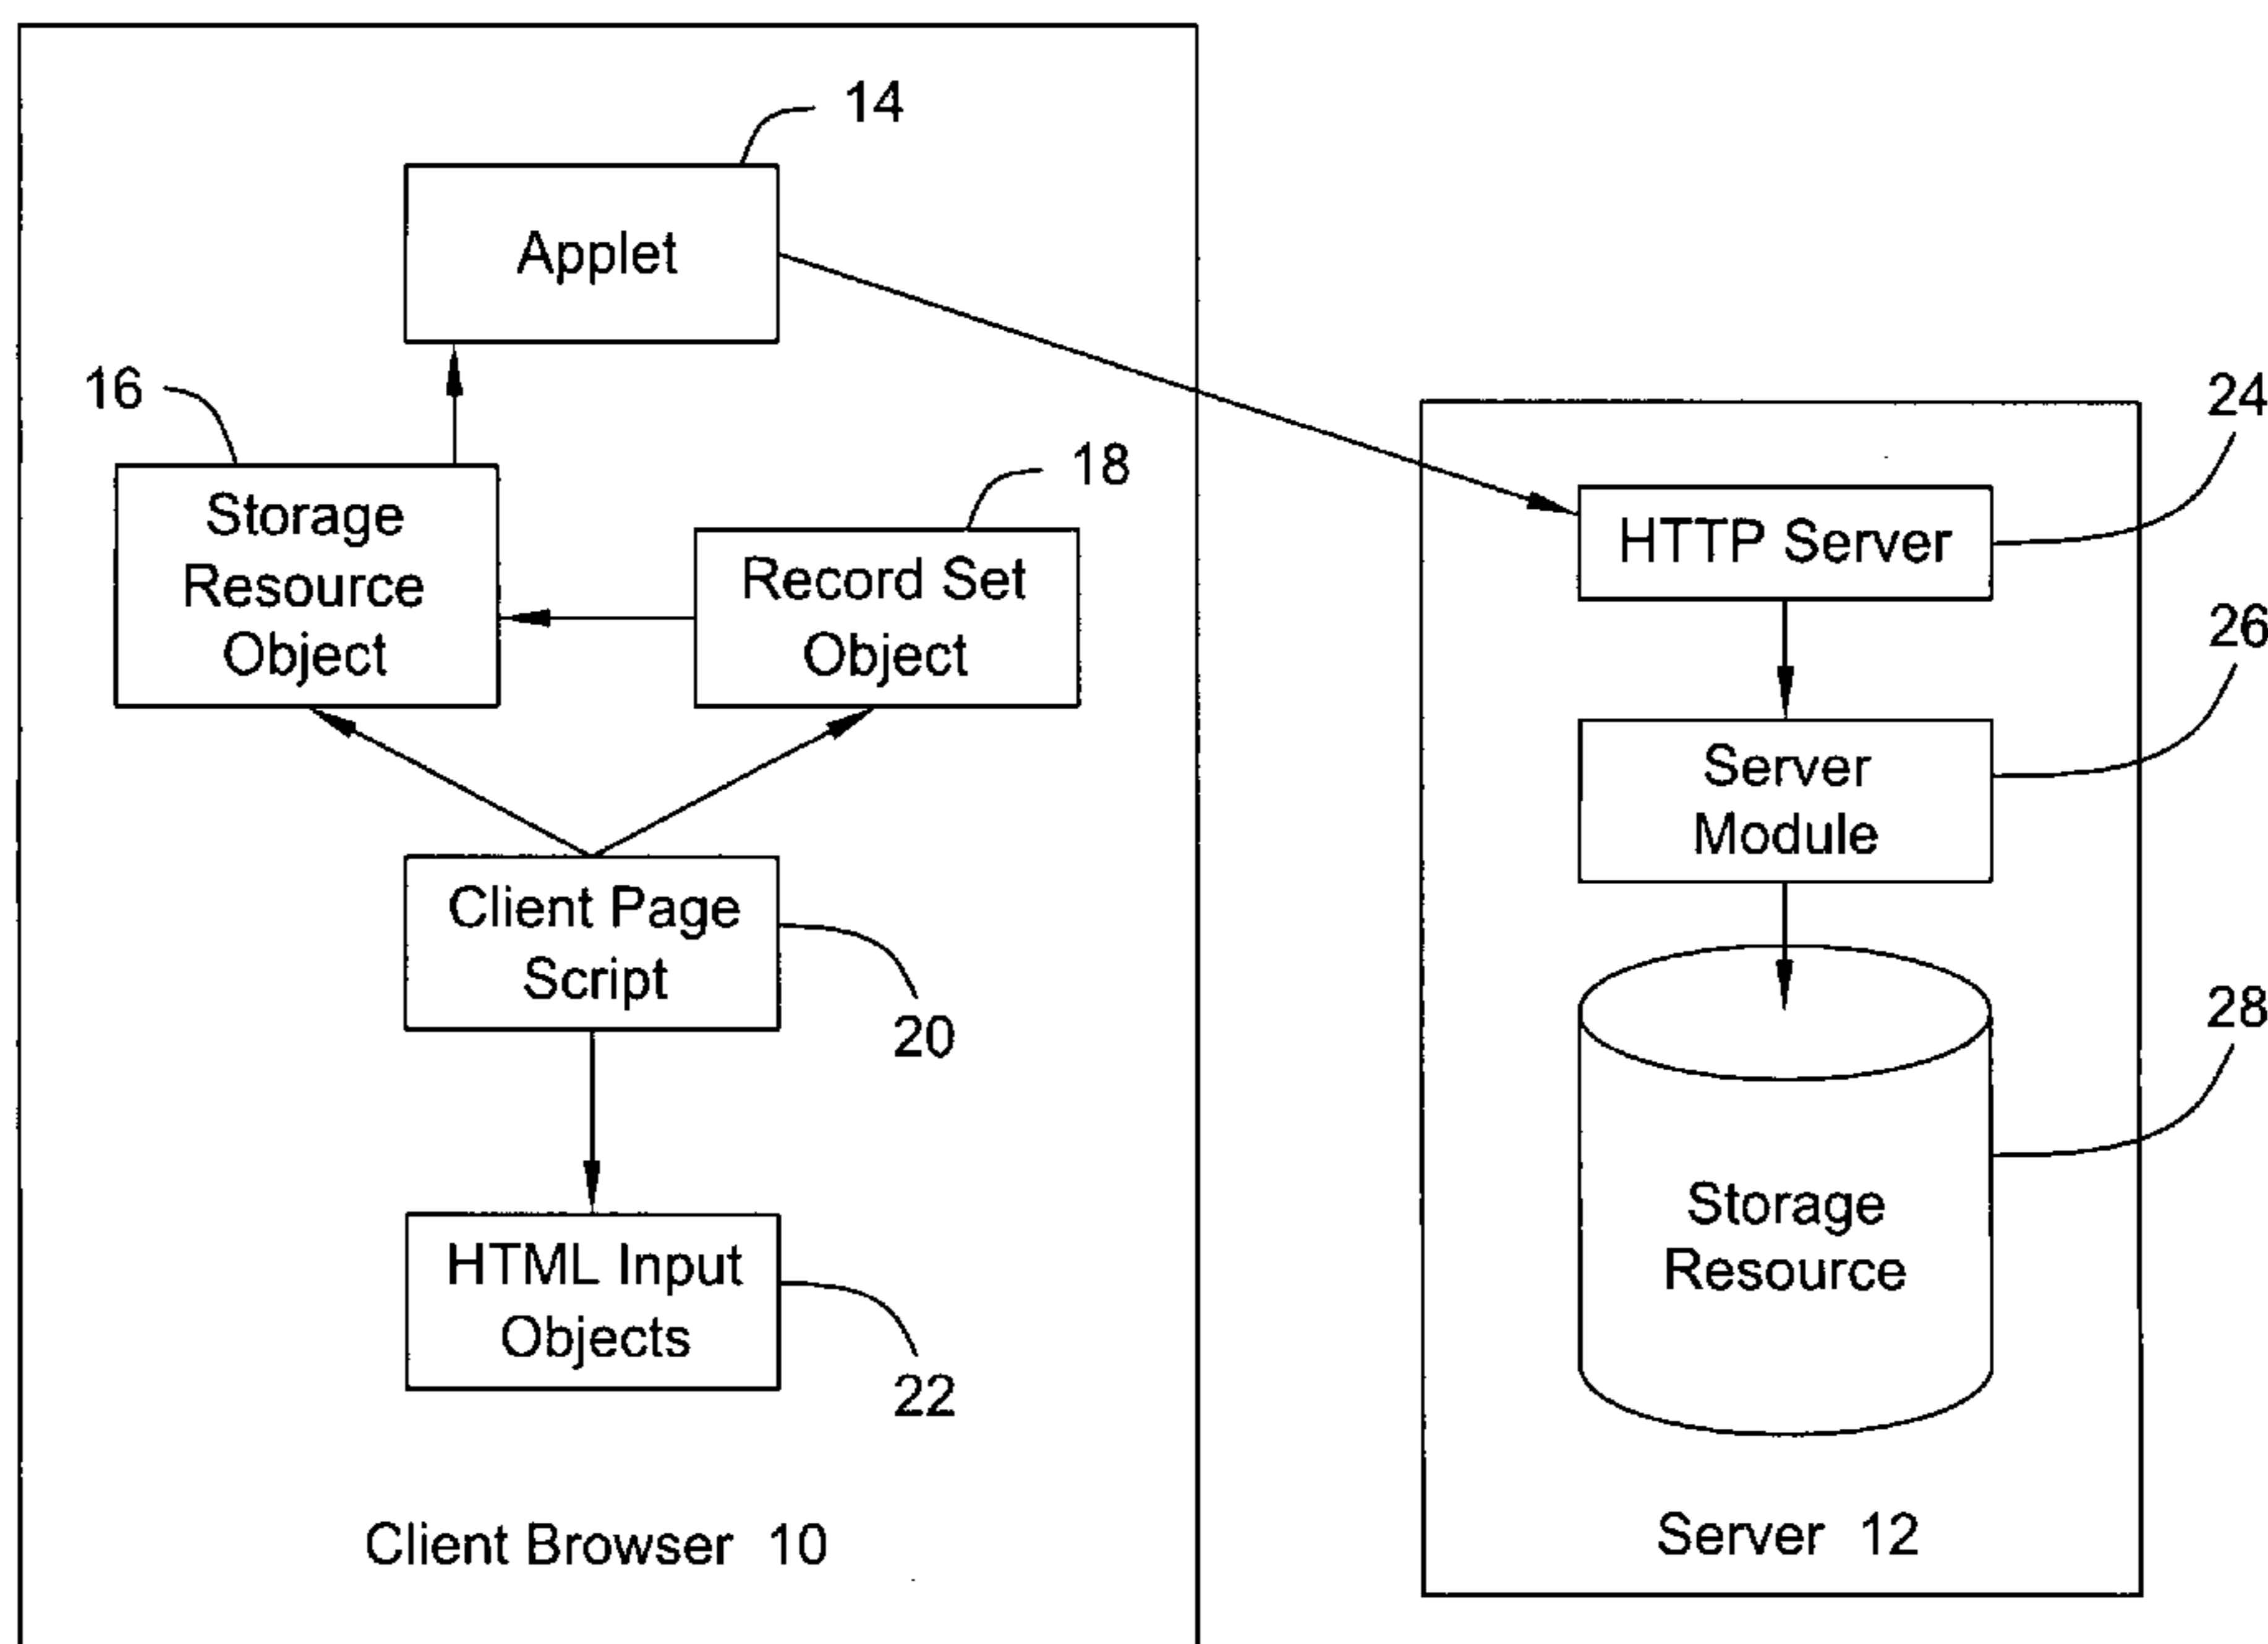 14
Applet
16
Storage
Resource
Object
18
Record Set
Object
Client Page
Script
20
HTML Input
Objects
22
Client Browser 10
24
HTTP Server
26
Server
Module
28
Storage
Resource
Server 12